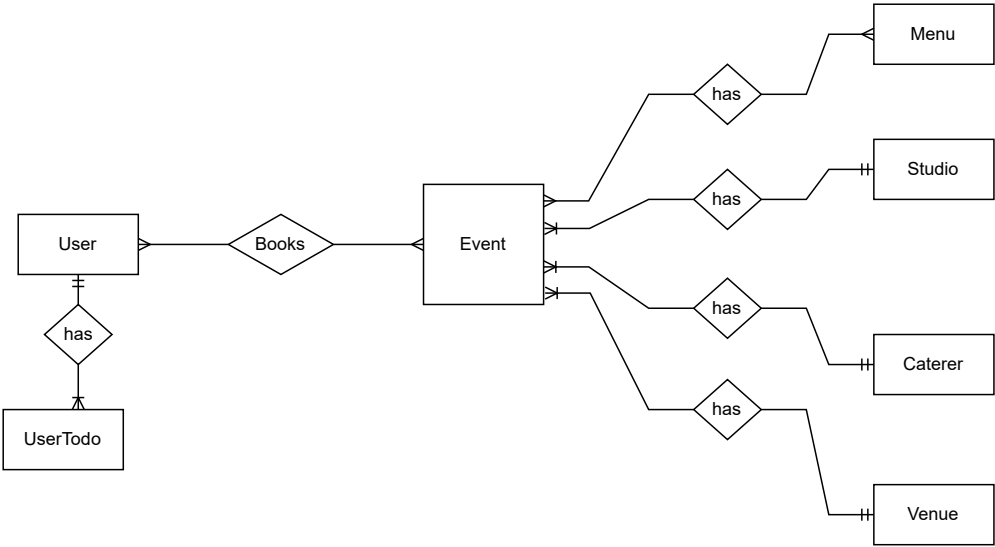 Menu
has
Studio
has
User
Books
Event
has
has
Caterer
has
UserTodo
Venue